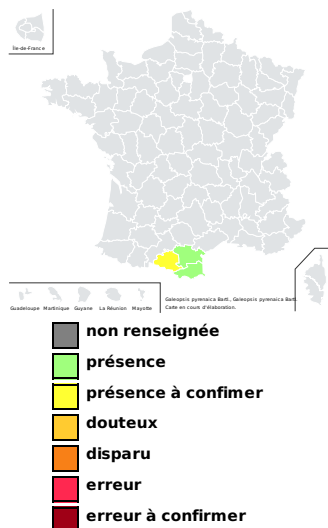 Île-de-France
Guadeloupe Martinique Guyane La Réunion Mayotte
Galeopsis pyrenaica Bartl., Galeopsis pyrenaica Bartl.
Carte en cours d'élaboration.
non renseignée
présence
présence à confimer
douteux
disparu
erreur
erreur à confirmer